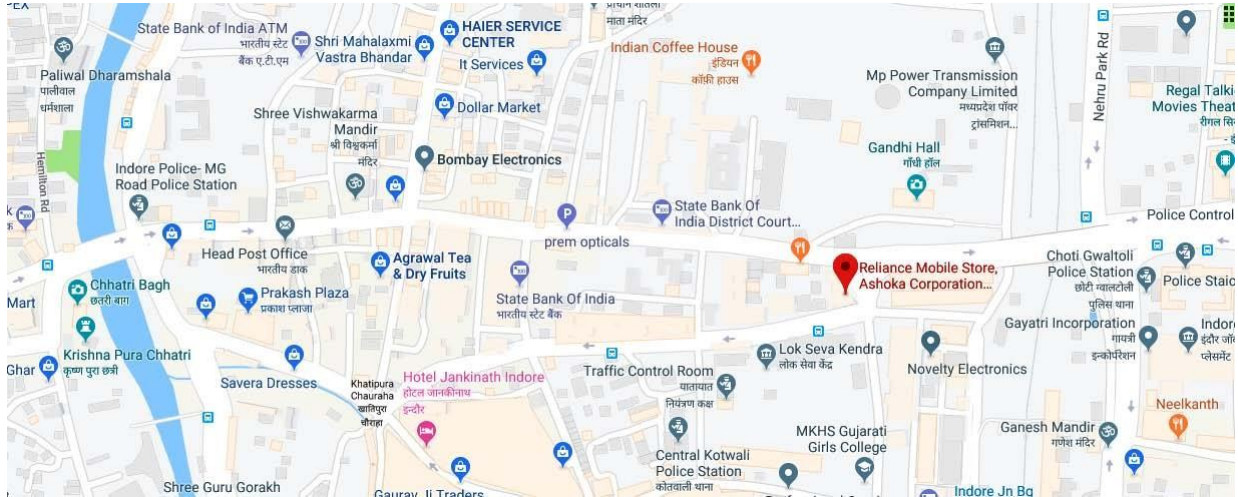 State Bank of India ATM
भारतीय स्टेट
बैंक ए.टी.एम
Shri Mahalaxmi
Vastra Bhandar
HAIER SERVICE
CENTER
It Services
माता मंदिर
Indian Coffee House
इंडियन
कॉफ़ी हाउस
Paliwal Dharamshala
पालीवाल
धर्मशाला
Dollar Market
Mp Power Transmission
Company Limited
मध्यप्रदेश पॉवर
ट्रांसमिशन...
Nehru Park Rd
Regal Talki
Movies Theat
रीगल सि
Shree Vishwakarma
Mandir
श्री विश्वकर्मा
मंदिर
Bombay Electronics
Gandhi Hall
गाँधी हॉल
Hemilton Rd
Indore Police- MG
Road Police Station
State Bank Of
India District Court...
Police Control
prem opticals
Head Post Office
भारतीय डाक
Agrawal Tea
& Dry Fruits
Reliance Mobile Store,
Ashoka Corporation...
Choti Gwaltoli
Police Station
छोटी ग्वालटोली
पुलिस थाना
Police Staic
Mart
Chhatri Bagh
छतरी बाग
Prakash Plaza
प्रकाश प्लाजा
State Bank Of India
भारतीय स्टेट बैंक
Gayatri Incorporation
गायत्री
इन्कोर्पोरेशन
Indor
इंदौर जॉब
प्लेसमेंट
Krishna Pura Chhatri
कृष्ण पुरा छत्री
Ghar
Savera Dresses
Khatipura
Chauraha
खातिपुरा
चौराहा
Hotel Jankinath Indore
होटल जानकीनाथ
इन्दौर
Traffic Control Room
यातायात
नियंत्रण कक्ष
Lok Seva Kendra
लोक सेवा केंद्र
Novelty Electronics
Neelkanth
MKHS Gujarati
Girls College
Ganesh Mandir
गणेश मंदिर
Central Kotwali
Police Station
कोतवाली थाना
Shree Guru Gorakh
Gaurav Ji Traders
Indore Jn Bg